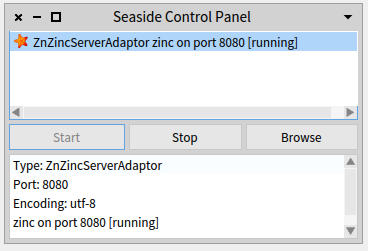 Seaside Control Panel
ZnZincServerAdaptor zinc on port 8080 [running]
Start Stop Browse
Type: ZnZincServerAdaptor
Port: 8080
Encoding: utf-8
zinc on port 8080 [running]